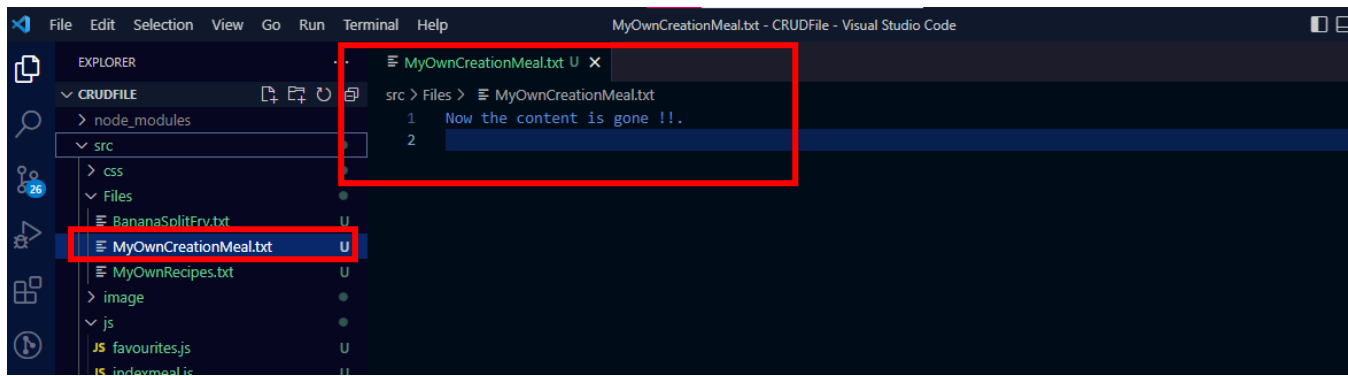 File Edit Selection View Go Run Terminal Help MyOwnCreationMeal.txt - CRUDFile - Visual Studio Code
EXPLORER ...
CRUDFILE
node_modules
src
css
Files
BananaSplitFry.txt U
MyOwnCreationMeal.txt U
MyOwnRecipes.txt U
image
js
JS favourites.js U
JS indexmeal.js U
26
MyOwnCreationMeal.txt U
src > Files > MyOwnCreationMeal.txt
1 Now the content is gone !!.
2